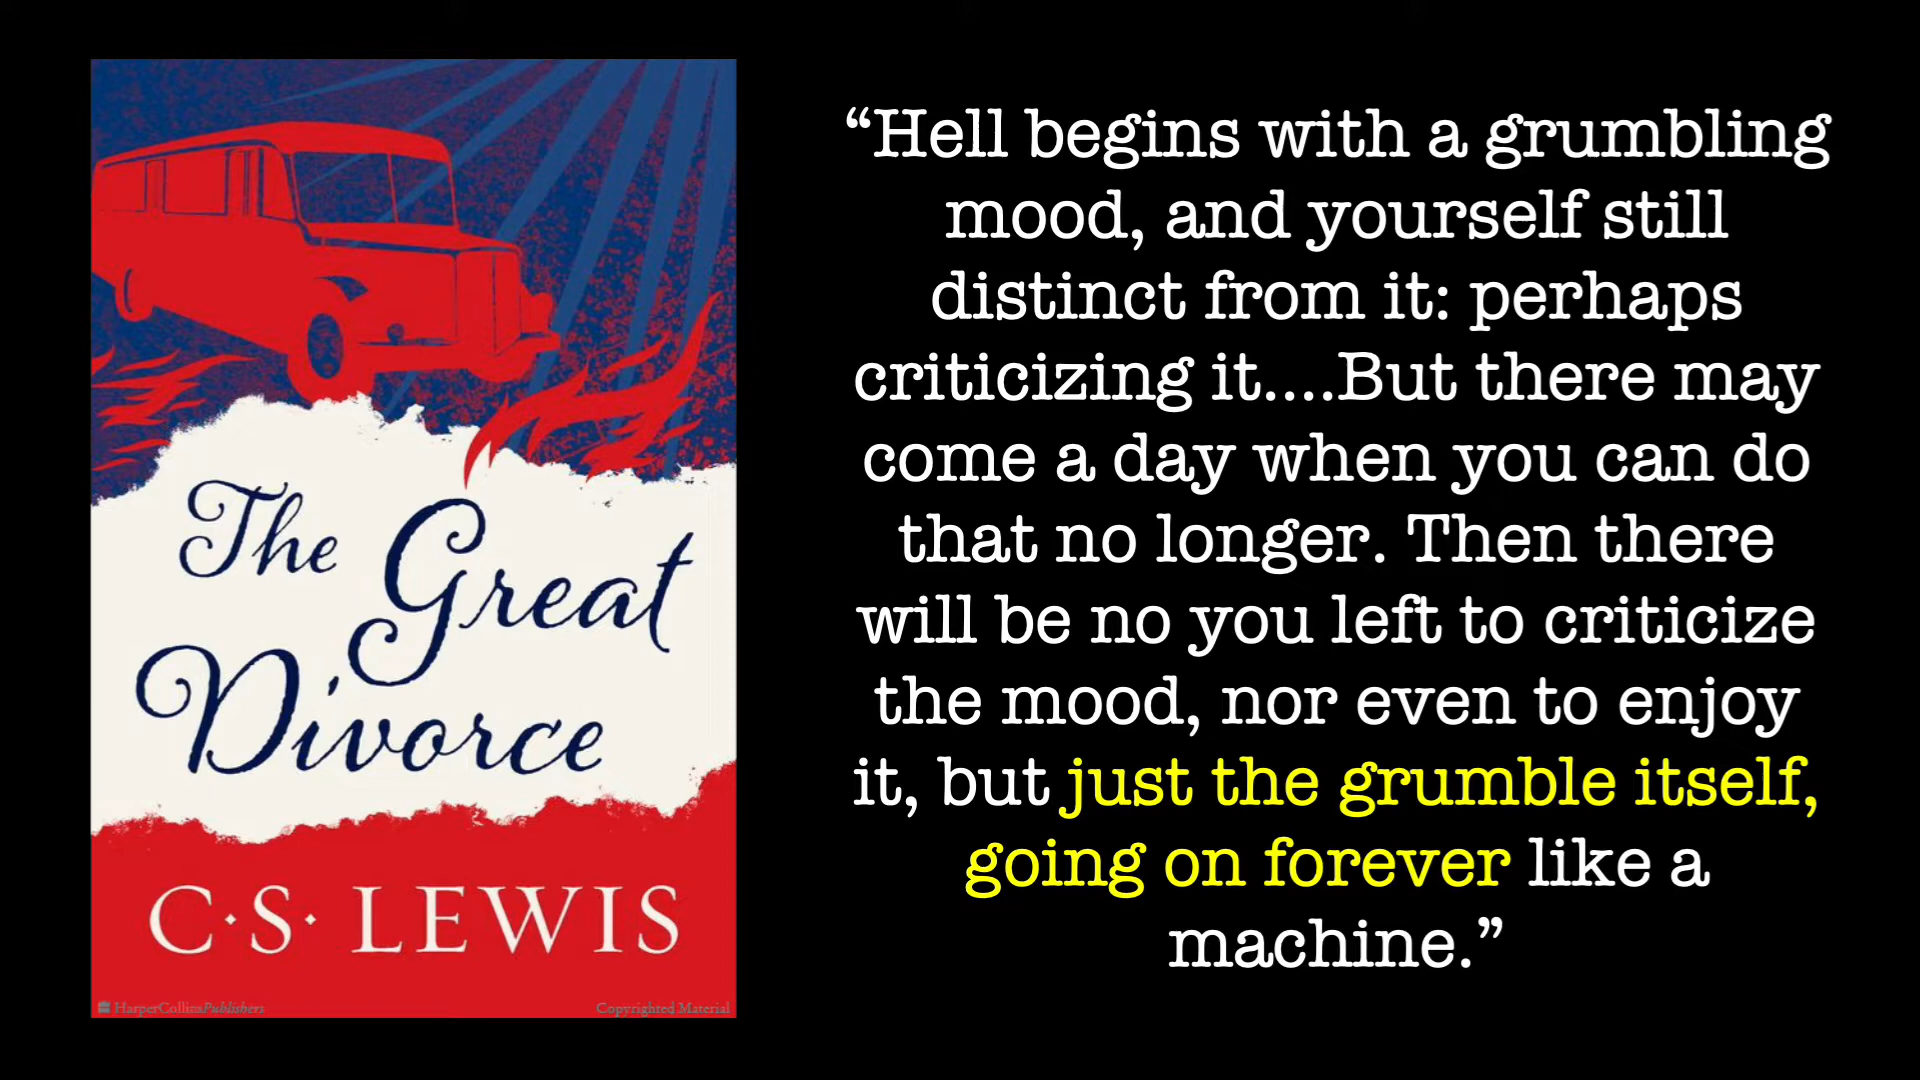 The Great
Divorce
C·S· LEWIS
HarperCollinsPublishers
Copyrighted Material
“Hell begins with a grumbling
mood, and yourself still
distinct from it: perhaps
criticizing it....But there may
come a day when you can do
that no longer. Then there
will be no you left to criticize
the mood, nor even to enjoy
it, but just the grumble itself,
going on forever like a
machine.”